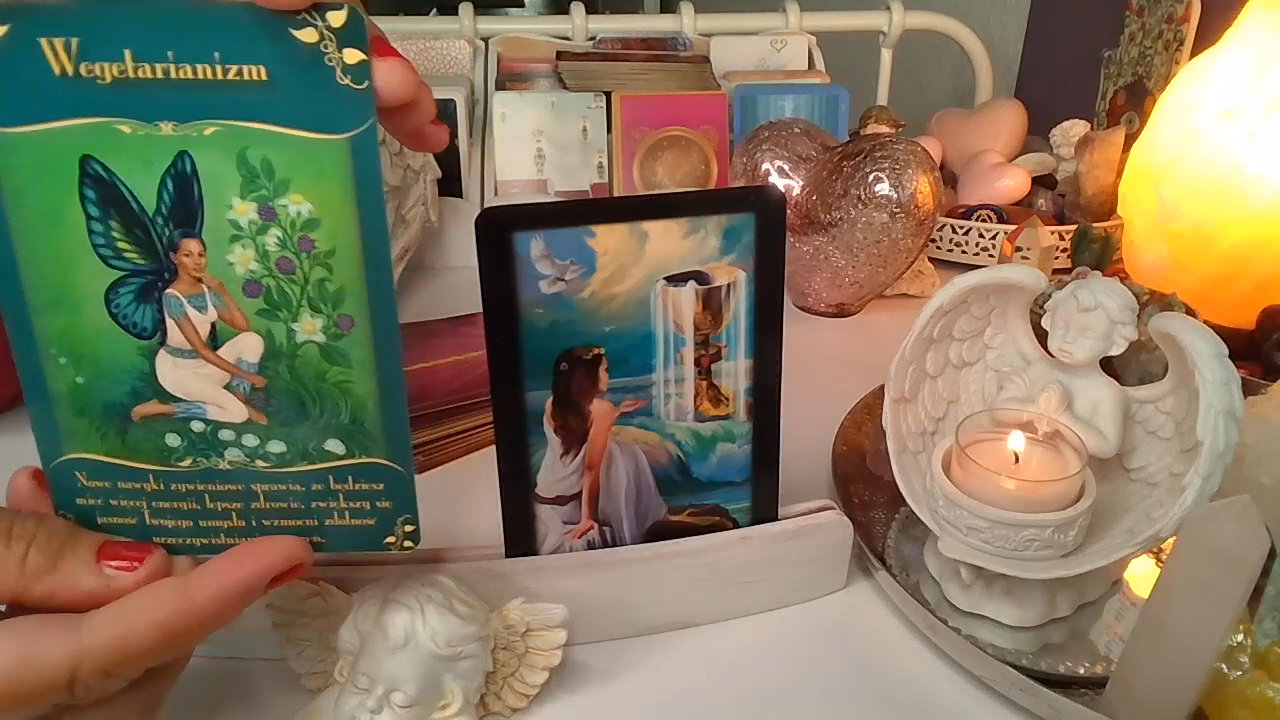 Wegetarianizm
Nowe nawyki żywieniowe sprawią, że będziesz
mieć więcej energii, lepsze zdrowie, zwiększy się
jasność Twojego umysłu i wzmocni zdolność
urzeczywistniania